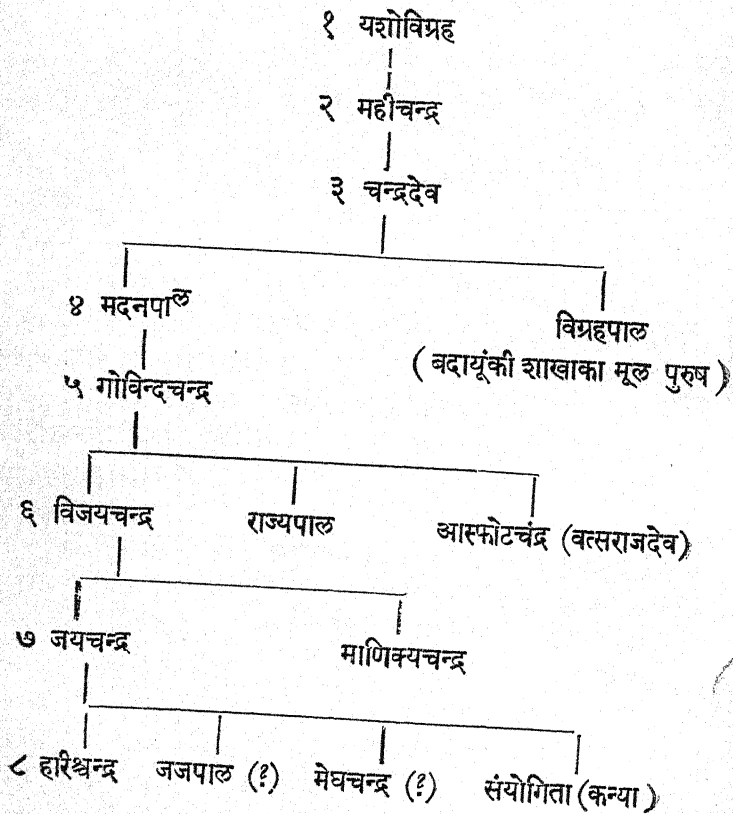 १ यशोविग्रह
२ महीचन्द्र
३ चन्द्रदेव
४ मदनपाल
विग्रहपाल
( बदायूंकी शाखाका मूल पुरुष )
५ गोविन्दचन्द्र
६ विजयचन्द्र राज्यपाल आस्फोटचंद्र (वत्सराजदेव)
७ जयचन्द्र माणिक्यचन्द्र
८ हरिश्चन्द्र जजपाल (?) मेघचन्द्र (?) संयोगिता (कन्या)